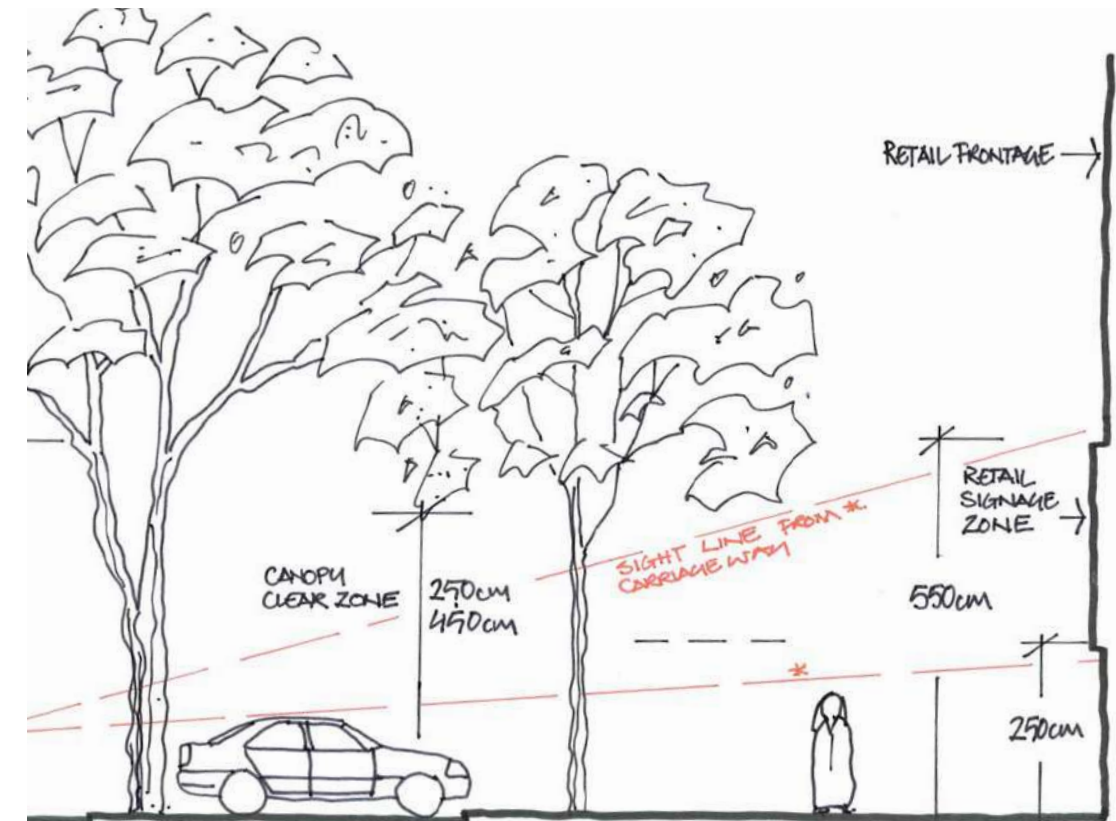 RETAIL FRONTAGE
RETAIL
SIGNAGE
ZONE
SIGHT LINE FROM *
CARRIAGE WAY
CANOPY
CLEAR ZONE
250cm
450cm
550cm
*
250cm